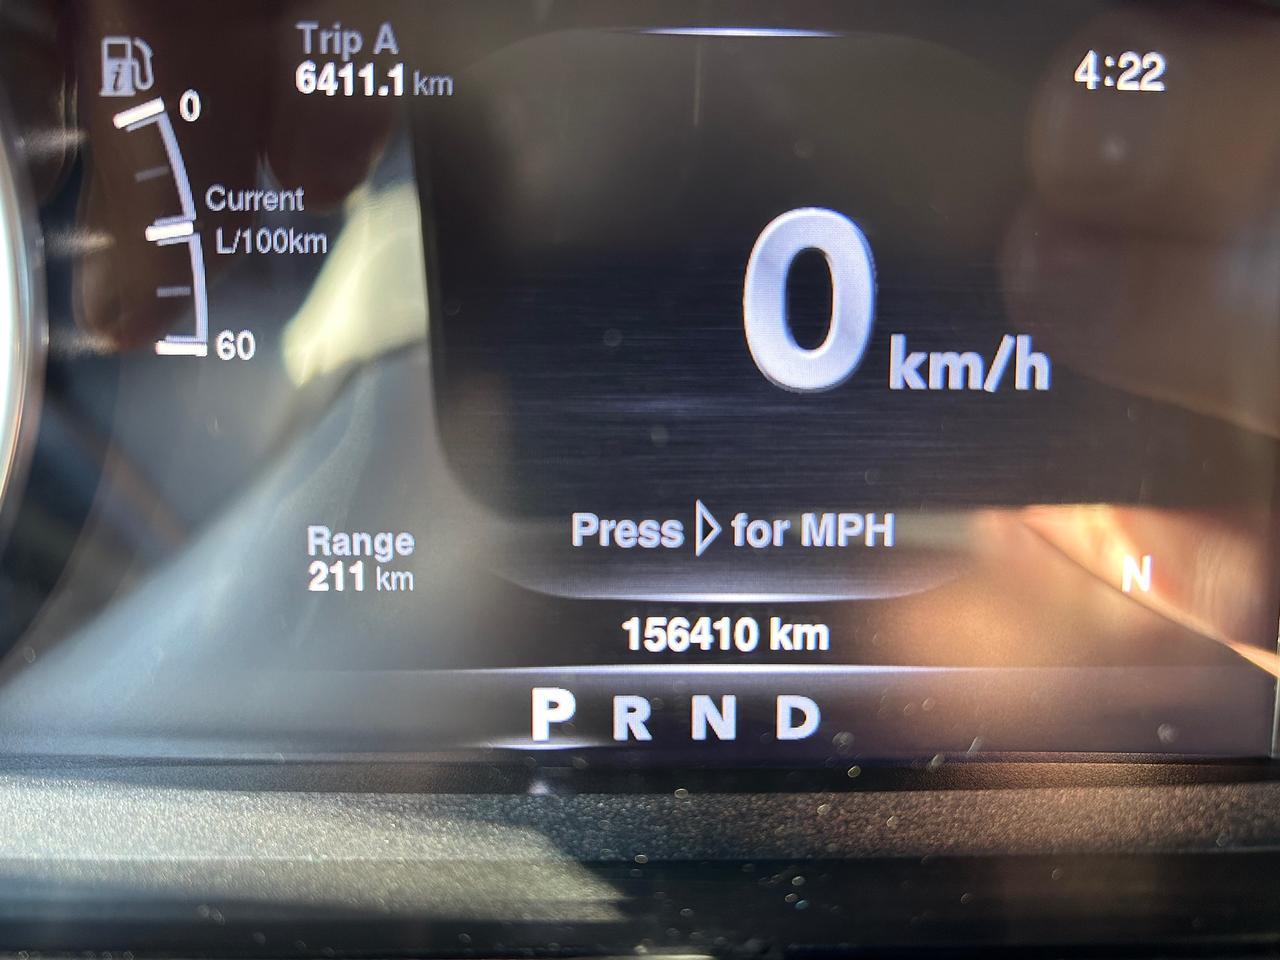 Trip A
6411.1 km
4:22
0
Current
L/100km
60
0 km/h
Press ▷ for MPH
Range
211 km
N
156410 km
P R N D